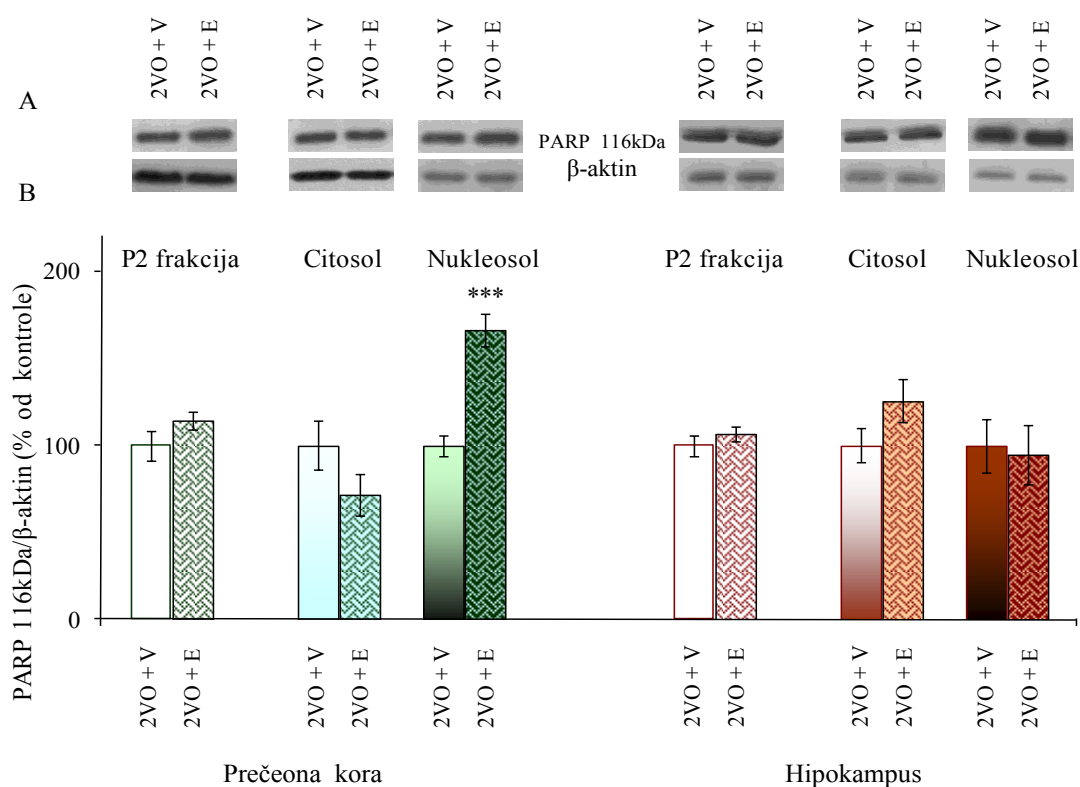 2VO + V 2VO + E 2VO + V 2VO + E 2VO + V 2VO + E 2VO + V 2VO + E 2VO + V 2VO + E 2VO + V 2VO + E
A
PARP 116kDa
β-aktin
B
P2 frakcija Citosol Nukleosol P2 frakcija Citosol Nukleosol
200
***
100
0
PARP 116kDa/β-aktin (% od kontrole)
2VO + V 2VO + E 2VO + V 2VO + E 2VO + V 2VO + E 2VO + V 2VO + E 2VO + V 2VO + E 2VO + V 2VO + E
Prečeona kora Hipokampus